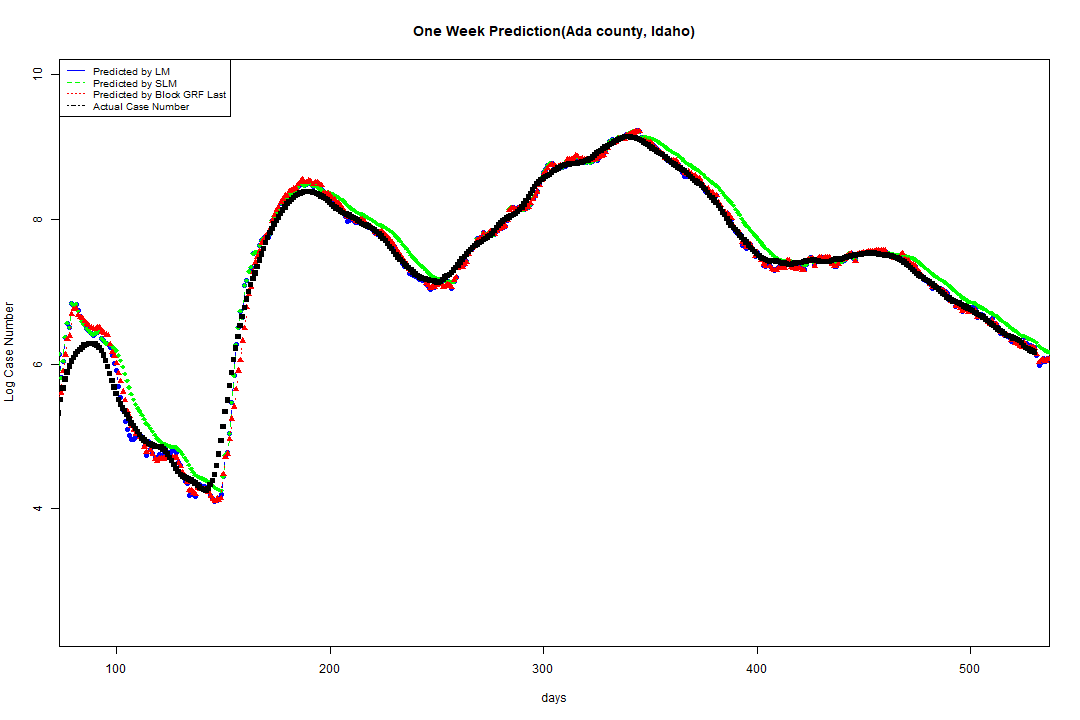 One Week Prediction(Ada county, Idaho)
Predicted by LM
Predicted by SLM
Predicted by Block GRF Last
Actual Case Number
10
8
6
4
Log Case Number
100 200 300 400 500
days